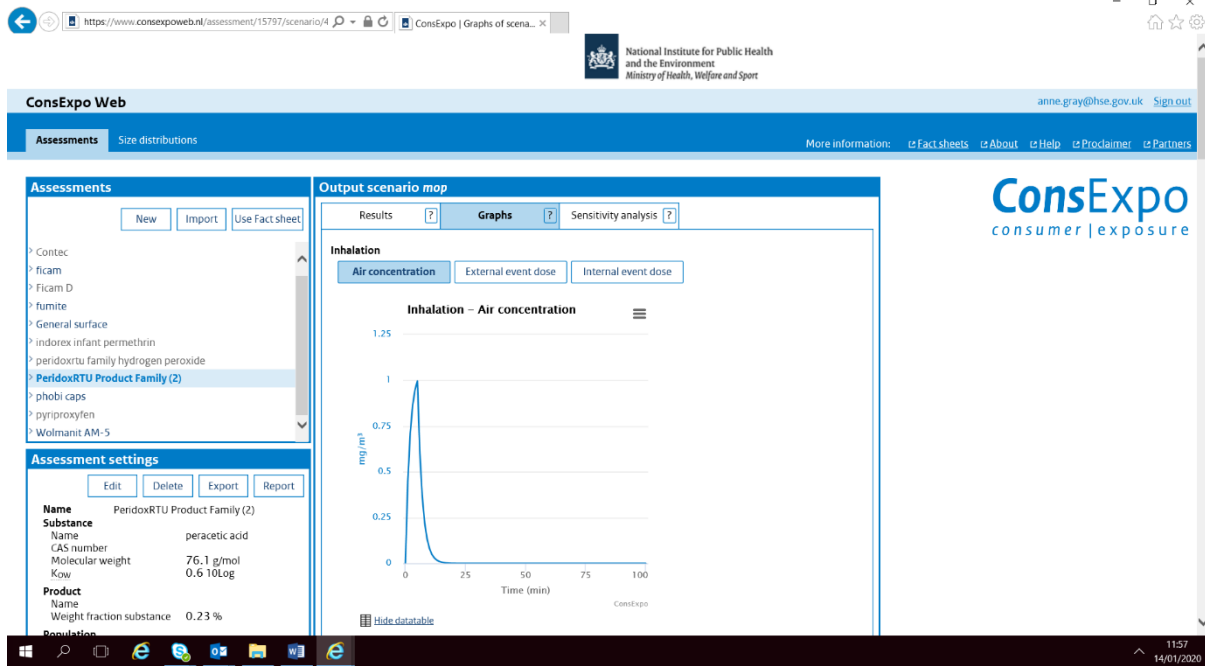 https://www.consexpoweb.nl/assessment/15797/scenario/4
ConsExpo | Graphs of scena...
National Institute for Public Health
and the Environment
Ministry of Health, Welfare and Sport
ConsExpo Web
anne.gray@hse.gov.uk Sign out
Assessments Size distributions
More information: Fact sheets About Help Proclaimer Partners
Assessments
New Import Use Fact sheet
Contec
ficam
Ficam D
fumite
General surface
indorex infant permethrin
peridoxrtu family hydrogen peroxide
PeridoxRTU Product Family (2)
phobi caps
pyriproxyfen
Wolmanit AM-5
Assessment settings
Edit Delete Export Report
Name PeridoxRTU Product Family (2)
Substance
Name peracetic acid
CAS number
Molecular weight 76.1 g/mol
Kow 0.6 10Log
Product
Name
Weight fraction substance 0.23 %
Population
Output scenario mop
Results ? Graphs ? Sensitivity analysis ?
Inhalation
Air concentration External event dose Internal event dose
Inhalation – Air concentration
1.25
1
0.75
0.5
0.25
0
mg/m³
0 25 50 75 100
Time (min)
ConsExpo
Hide datatable
ConsExpo
consumer|exposure
11:57
14/01/2020